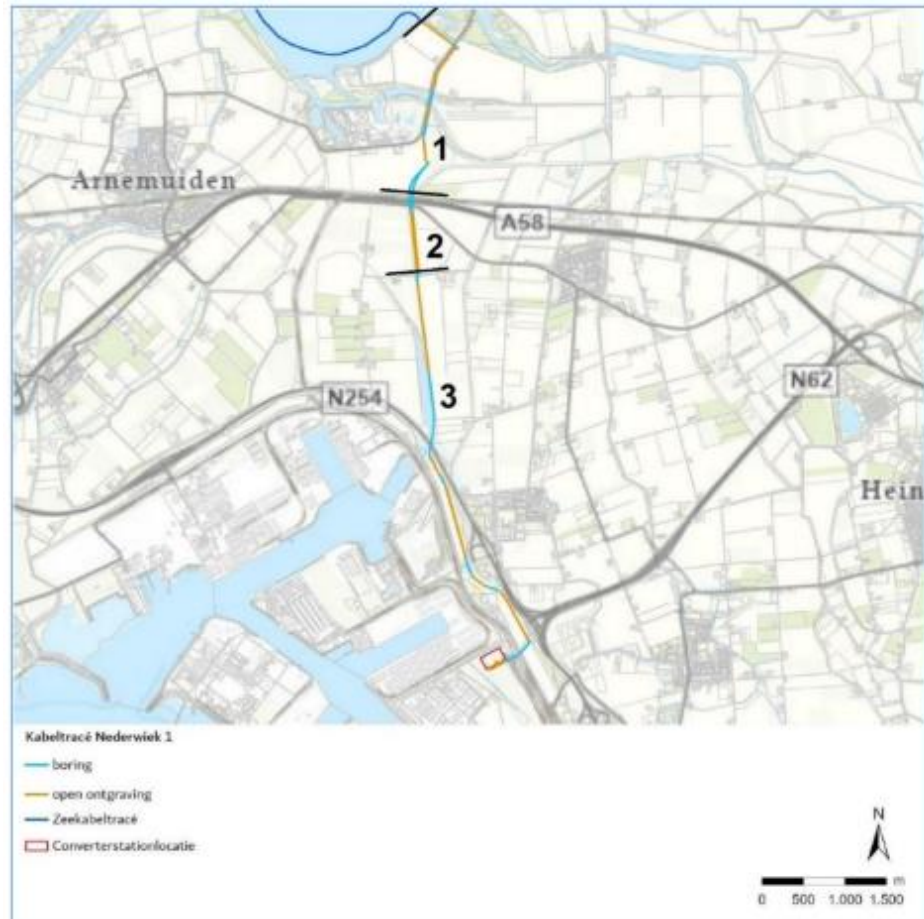 1
Arnemuiden
A58
2
N62
3
N254
Hein
Kabeltracé Nederwiek 1
boring
open ontgraving
Zeekabeltracé
Converterstationlocatie
N
m
0 500 1.000 1.500